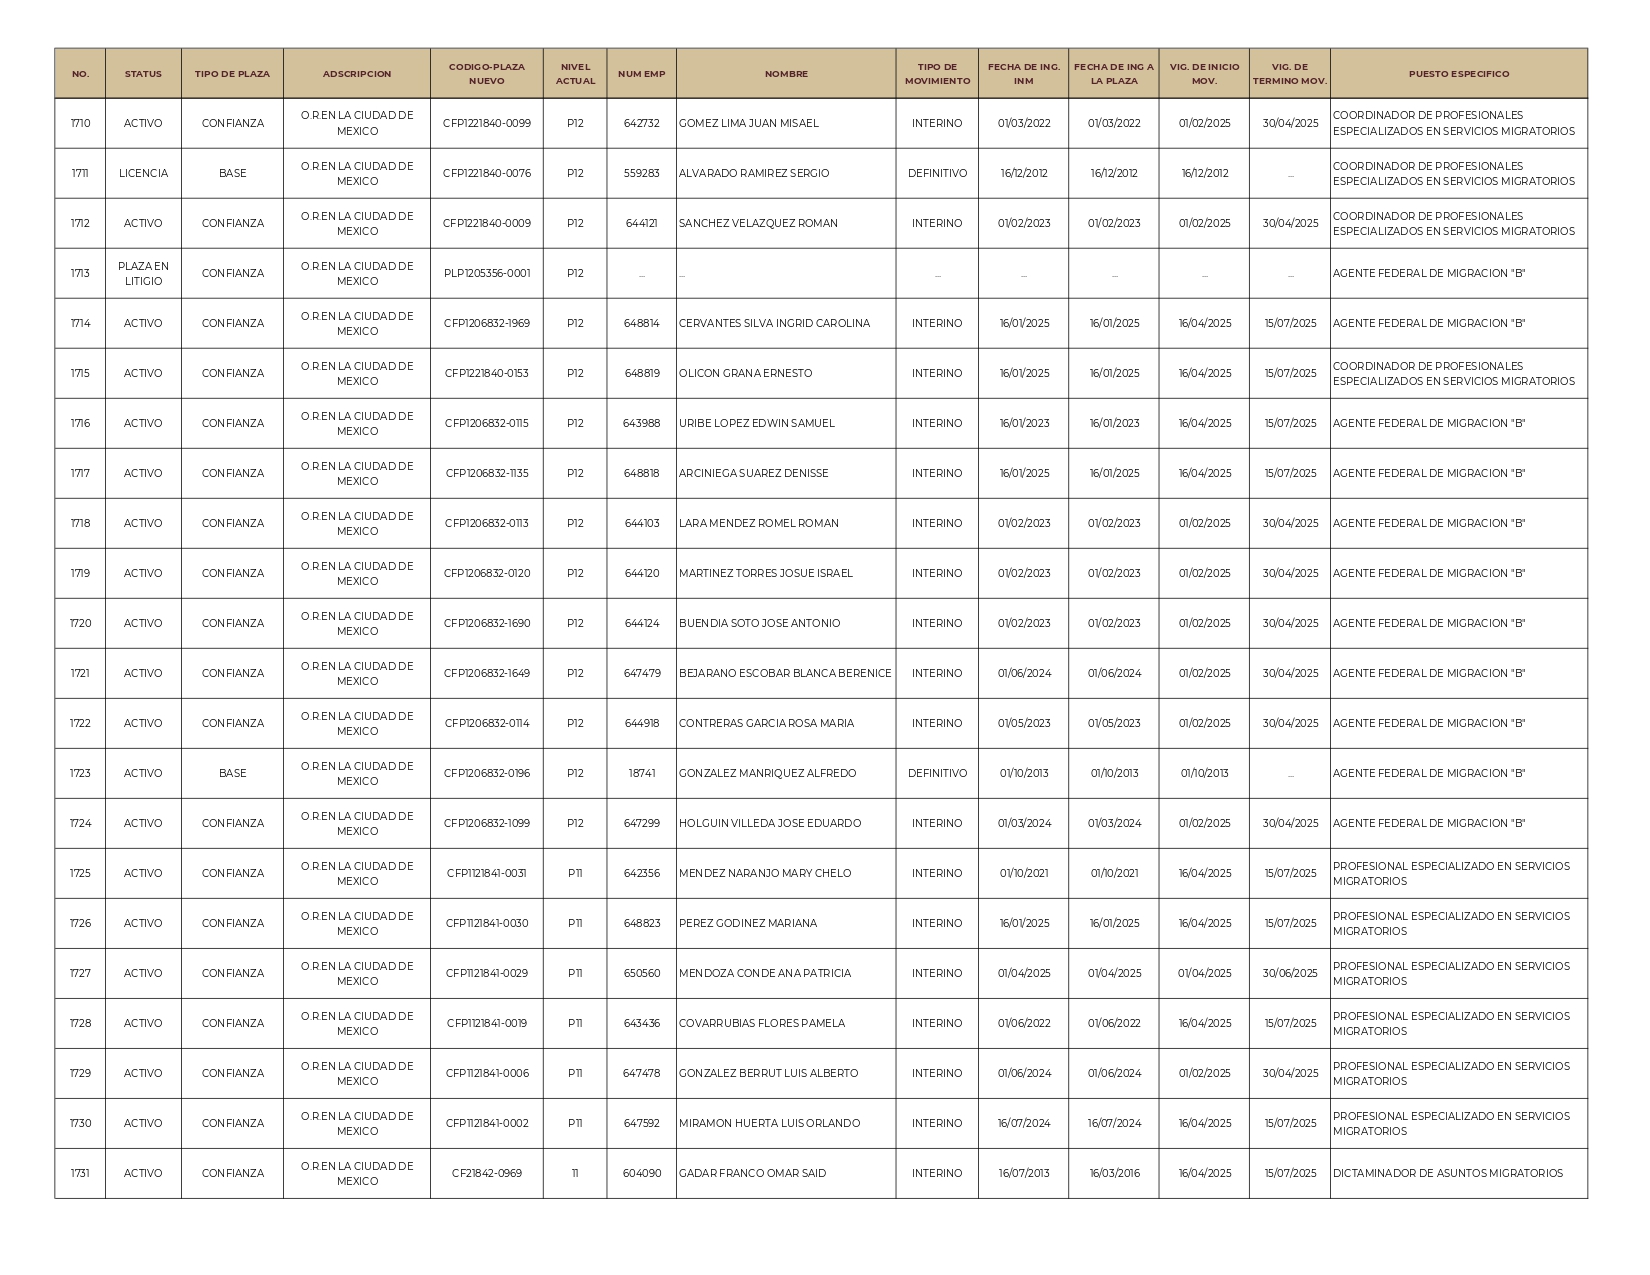 NO. STATUS TIPO DE PLAZA ADSCRIPCION CODIGO-PLAZA NUEVO NIVEL ACTUAL NUM EMP NOMBRE TIPO DE MOVIMIENTO FECHA DE ING. INM FECHA DE ING A LA PLAZA VIG. DE INICIO MOV. VIG. DE TERMINO MOV. PUESTO ESPECIFICO
1710 ACTIVO CONFIANZA O.R.EN LA CIUDAD DE MEXICO CFP1221840-0099 P12 642732 GOMEZ LIMA JUAN MISAEL INTERINO 01/03/2022 01/03/2022 01/02/2025 30/04/2025 COORDINADOR DE PROFESIONALES ESPECIALIZADOS EN SERVICIOS MIGRATORIOS
1711 LICENCIA BASE O.R.EN LA CIUDAD DE MEXICO CFP1221840-0076 P12 559283 ALVARADO RAMIREZ SERGIO DEFINITIVO 16/12/2012 16/12/2012 16/12/2012 ... COORDINADOR DE PROFESIONALES ESPECIALIZADOS EN SERVICIOS MIGRATORIOS
1712 ACTIVO CONFIANZA O.R.EN LA CIUDAD DE MEXICO CFP1221840-0009 P12 644121 SANCHEZ VELAZQUEZ ROMAN INTERINO 01/02/2023 01/02/2023 01/02/2025 30/04/2025 COORDINADOR DE PROFESIONALES ESPECIALIZADOS EN SERVICIOS MIGRATORIOS
1713 PLAZA EN LITIGIO CONFIANZA O.R.EN LA CIUDAD DE MEXICO PLP1205356-0001 P12 ... ... ... ... ... ... ... AGENTE FEDERAL DE MIGRACION "B"
1714 ACTIVO CONFIANZA O.R.EN LA CIUDAD DE MEXICO CFP1206832-1969 P12 648814 CERVANTES SILVA INGRID CAROLINA INTERINO 16/01/2025 16/01/2025 16/04/2025 15/07/2025 AGENTE FEDERAL DE MIGRACION "B"
1715 ACTIVO CONFIANZA O.R.EN LA CIUDAD DE MEXICO CFP1221840-0153 P12 648819 OLICON GRANA ERNESTO INTERINO 16/01/2025 16/01/2025 16/04/2025 15/07/2025 COORDINADOR DE PROFESIONALES ESPECIALIZADOS EN SERVICIOS MIGRATORIOS
1716 ACTIVO CONFIANZA O.R.EN LA CIUDAD DE MEXICO CFP1206832-0115 P12 643988 URIBE LOPEZ EDWIN SAMUEL INTERINO 16/01/2023 16/01/2023 16/04/2025 15/07/2025 AGENTE FEDERAL DE MIGRACION "B"
1717 ACTIVO CONFIANZA O.R.EN LA CIUDAD DE MEXICO CFP1206832-1135 P12 648818 ARCINIEGA SUAREZ DENISSE INTERINO 16/01/2025 16/01/2025 16/04/2025 15/07/2025 AGENTE FEDERAL DE MIGRACION "B"
1718 ACTIVO CONFIANZA O.R.EN LA CIUDAD DE MEXICO CFP1206832-0113 P12 644103 LARA MENDEZ ROMEL ROMAN INTERINO 01/02/2023 01/02/2023 01/02/2025 30/04/2025 AGENTE FEDERAL DE MIGRACION "B"
1719 ACTIVO CONFIANZA O.R.EN LA CIUDAD DE MEXICO CFP1206832-0120 P12 644120 MARTINEZ TORRES JOSUE ISRAEL INTERINO 01/02/2023 01/02/2023 01/02/2025 30/04/2025 AGENTE FEDERAL DE MIGRACION "B"
1720 ACTIVO CONFIANZA O.R.EN LA CIUDAD DE MEXICO CFP1206832-1690 P12 644124 BUENDIA SOTO JOSE ANTONIO INTERINO 01/02/2023 01/02/2023 01/02/2025 30/04/2025 AGENTE FEDERAL DE MIGRACION "B"
1721 ACTIVO CONFIANZA O.R.EN LA CIUDAD DE MEXICO CFP1206832-1649 P12 647479 BEJARANO ESCOBAR BLANCA BERENICE INTERINO 01/06/2024 01/06/2024 01/02/2025 30/04/2025 AGENTE FEDERAL DE MIGRACION "B"
1722 ACTIVO CONFIANZA O.R.EN LA CIUDAD DE MEXICO CFP1206832-0114 P12 644918 CONTRERAS GARCIA ROSA MARIA INTERINO 01/05/2023 01/05/2023 01/02/2025 30/04/2025 AGENTE FEDERAL DE MIGRACION "B"
1723 ACTIVO BASE O.R.EN LA CIUDAD DE MEXICO CFP1206832-0196 P12 18741 GONZALEZ MANRIQUEZ ALFREDO DEFINITIVO 01/10/2013 01/10/2013 01/10/2013 ... AGENTE FEDERAL DE MIGRACION "B"
1724 ACTIVO CONFIANZA O.R.EN LA CIUDAD DE MEXICO CFP1206832-1099 P12 647299 HOLGUIN VILLEDA JOSE EDUARDO INTERINO 01/03/2024 01/03/2024 01/02/2025 30/04/2025 AGENTE FEDERAL DE MIGRACION "B"
1725 ACTIVO CONFIANZA O.R.EN LA CIUDAD DE MEXICO CFP1121841-0031 P11 642356 MENDEZ NARANJO MARY CHELO INTERINO 01/10/2021 01/10/2021 16/04/2025 15/07/2025 PROFESIONAL ESPECIALIZADO EN SERVICIOS MIGRATORIOS
1726 ACTIVO CONFIANZA O.R.EN LA CIUDAD DE MEXICO CFP1121841-0030 P11 648823 PEREZ GODINEZ MARIANA INTERINO 16/01/2025 16/01/2025 16/04/2025 15/07/2025 PROFESIONAL ESPECIALIZADO EN SERVICIOS MIGRATORIOS
1727 ACTIVO CONFIANZA O.R.EN LA CIUDAD DE MEXICO CFP1121841-0029 P11 650560 MENDOZA CONDE ANA PATRICIA INTERINO 01/04/2025 01/04/2025 01/04/2025 30/06/2025 PROFESIONAL ESPECIALIZADO EN SERVICIOS MIGRATORIOS
1728 ACTIVO CONFIANZA O.R.EN LA CIUDAD DE MEXICO CFP1121841-0019 P11 643436 COVARRUBIAS FLORES PAMELA INTERINO 01/06/2022 01/06/2022 16/04/2025 15/07/2025 PROFESIONAL ESPECIALIZADO EN SERVICIOS MIGRATORIOS
1729 ACTIVO CONFIANZA O.R.EN LA CIUDAD DE MEXICO CFP1121841-0006 P11 647478 GONZALEZ BERRUT LUIS ALBERTO INTERINO 01/06/2024 01/06/2024 01/02/2025 30/04/2025 PROFESIONAL ESPECIALIZADO EN SERVICIOS MIGRATORIOS
1730 ACTIVO CONFIANZA O.R.EN LA CIUDAD DE MEXICO CFP1121841-0002 P11 647592 MIRAMON HUERTA LUIS ORLANDO INTERINO 16/07/2024 16/07/2024 16/04/2025 15/07/2025 PROFESIONAL ESPECIALIZADO EN SERVICIOS MIGRATORIOS
1731 ACTIVO CONFIANZA O.R.EN LA CIUDAD DE MEXICO CF21842-0969 11 604090 GADAR FRANCO OMAR SAID INTERINO 16/07/2013 16/03/2016 16/04/2025 15/07/2025 DICTAMINADOR DE ASUNTOS MIGRATORIOS